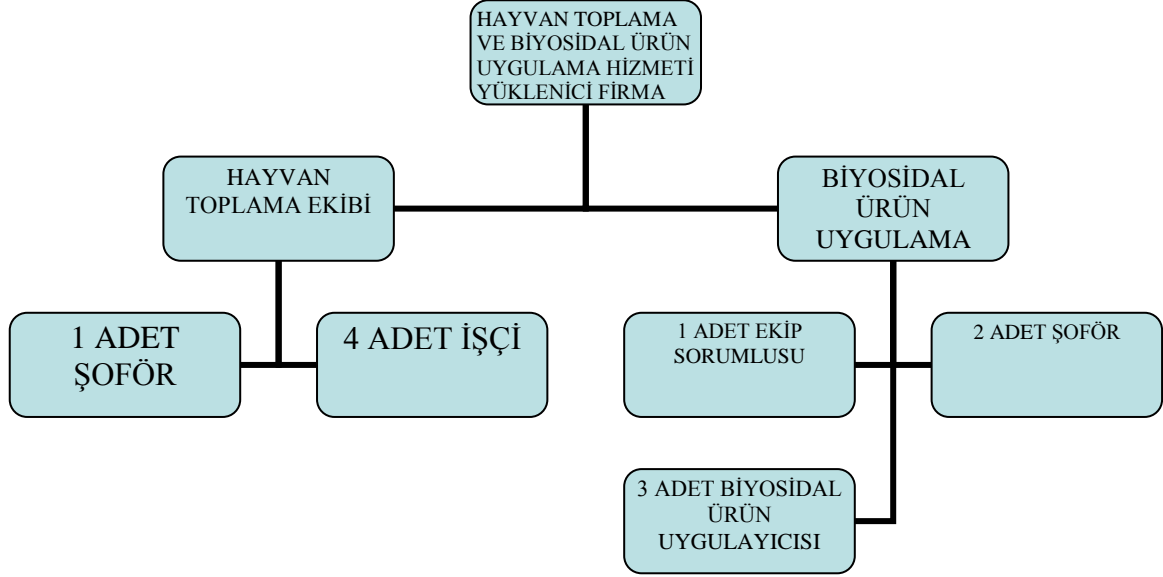 HAYVAN TOPLAMA
VE BİYOSİDAL ÜRÜN
UYGULAMA HİZMETİ
YÜKLENİCİ FİRMA
HAYVAN
TOPLAMA EKİBİ
BİYOSİDAL
ÜRÜN
UYGULAMA
1 ADET
ŞOFÖR
4 ADET İŞÇİ
1 ADET EKİP
SORUMLUSU
2 ADET ŞOFÖR
3 ADET BİYOSİDAL
ÜRÜN
UYGULAYICISI